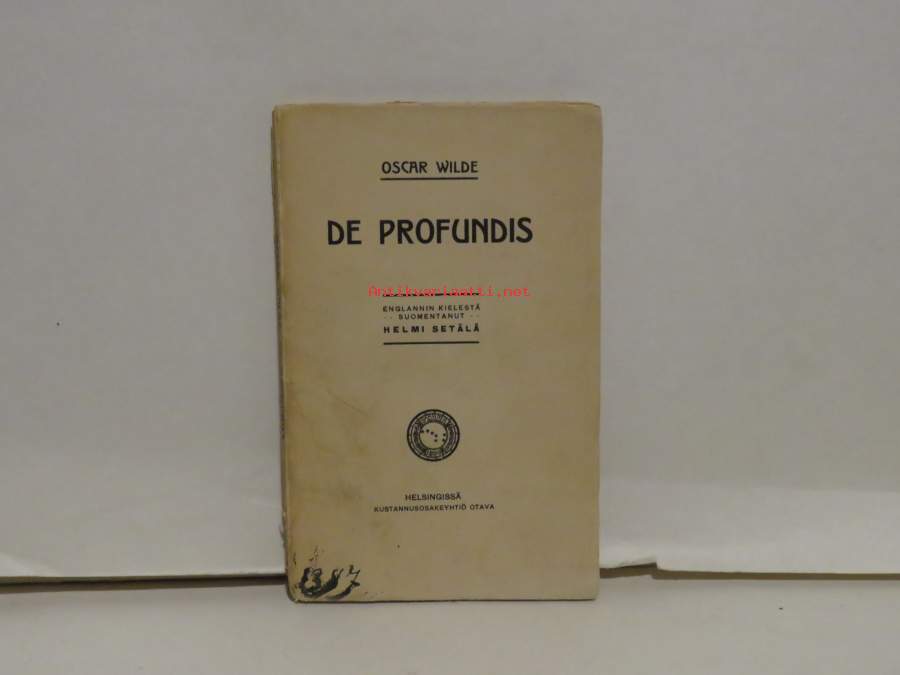 OSCAR WILDE
DE PROFUNDIS
Antikvariaatti.net
ENGLANNIN KIELESTÄ
·· SUOMENTANUT ··
HELMI SETÄLÄ
HELSINGISSÄ
KUSTANNUSOSAKEYHTIÖ OTAVA